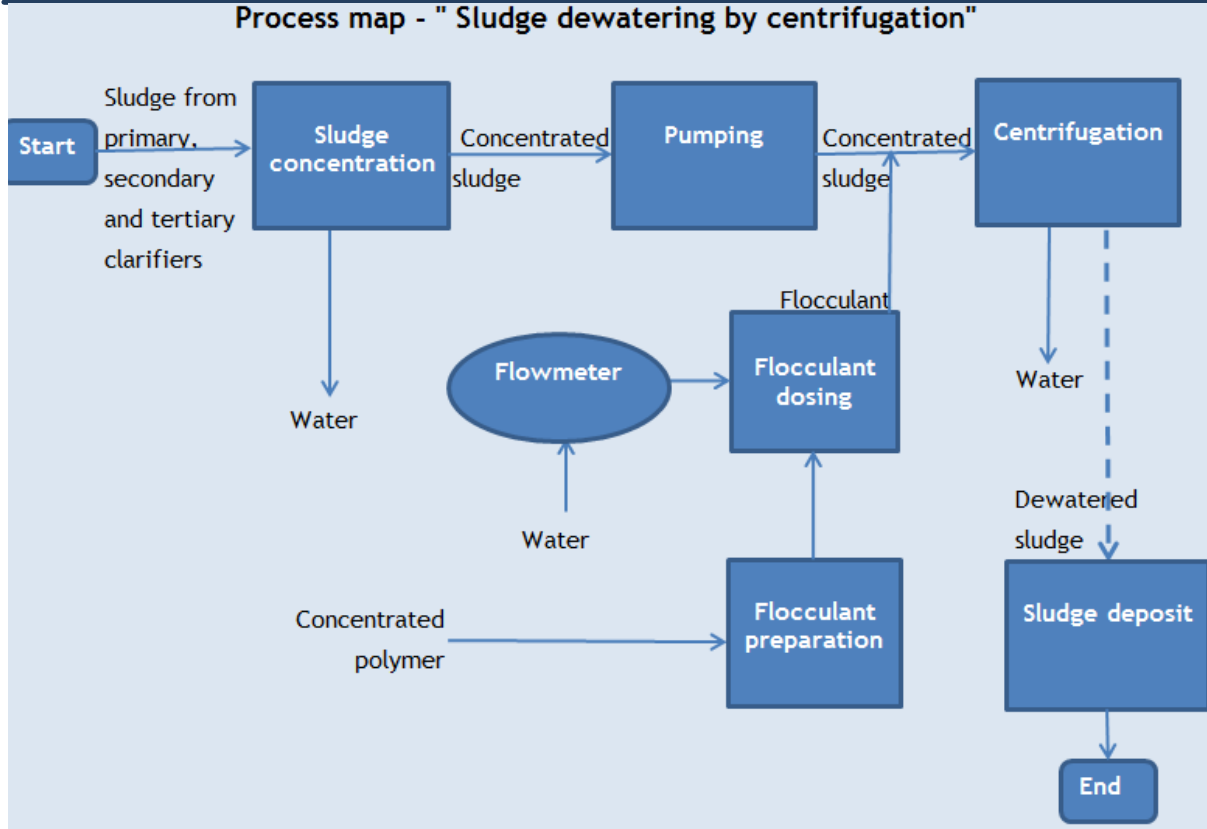 Process map - " Sludge dewatering by centrifugation"
Start
Sludge from
primary,
secondary
and tertiary
clarifiers
Sludge
concentration
Concentrated
sludge
Pumping
Concentrated
sludge
Centrifugation
Water
Flocculant
Flowmeter
Flocculant
dosing
Water
Water
Dewatered
sludge
Concentrated
polymer
Flocculant
preparation
Sludge deposit
End